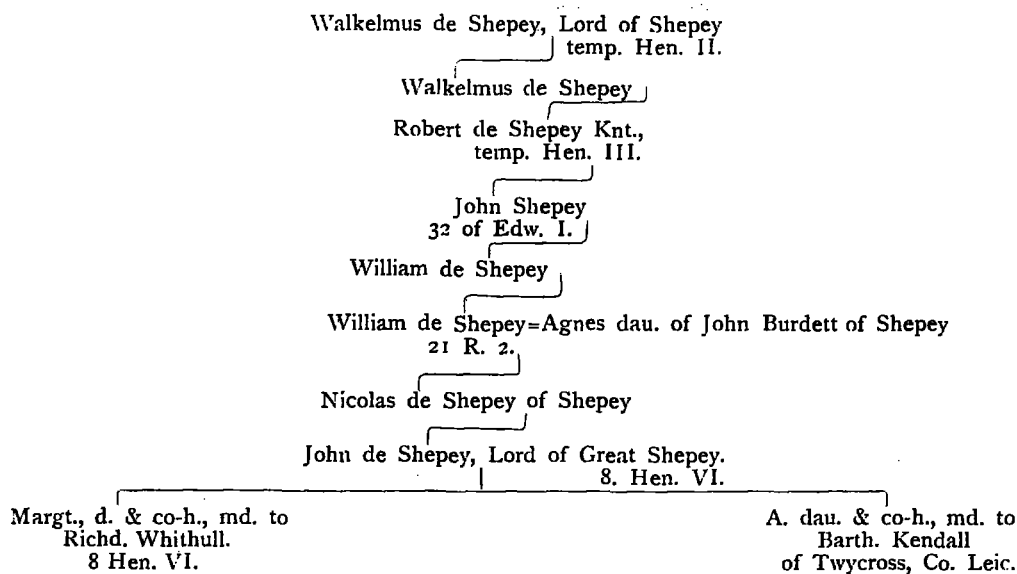 Walkelmus de Shepey, Lord of Shepey
temp. Hen. II.
Walkelmus de Shepey
Robert de Shepey Knt.,
temp. Hen. III.
John Shepey
32 of Edw. I.
William de Shepey
William de Shepey=Agnes dau. of John Burdett of Shepey
21 R. 2.
Nicolas de Shepey of Shepey
John de Shepey, Lord of Great Shepey.
8. Hen. VI.
Margt., d. & co-h., md. to
Richd. Whithull.
8 Hen. VI.
A. dau. & co-h., md. to
Barth. Kendall
of Twycross, Co. Leic.